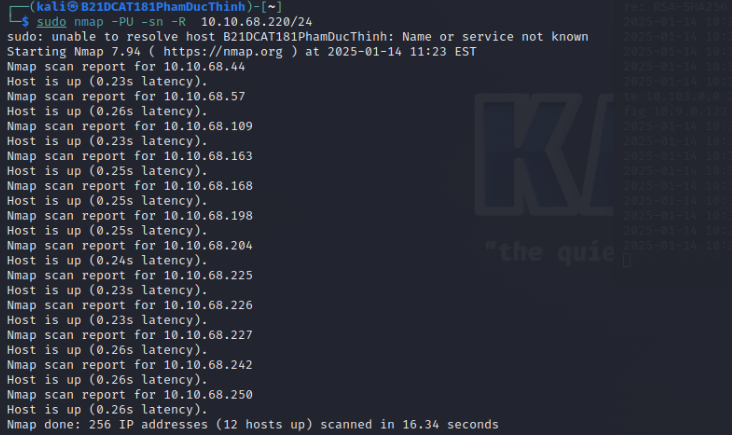 ┌──(kali㉿B21DCAT181PhamDucThinh)-[~]
└─$ sudo nmap -PU -sn -R  10.10.68.220/24
sudo: unable to resolve host B21DCAT181PhamDucThinh: Name or service not known
Starting Nmap 7.94 ( https://nmap.org ) at 2025-01-14 11:23 EST
Nmap scan report for 10.10.68.44
Host is up (0.23s latency).
Nmap scan report for 10.10.68.57
Host is up (0.26s latency).
Nmap scan report for 10.10.68.109
Host is up (0.23s latency).
Nmap scan report for 10.10.68.163
Host is up (0.25s latency).
Nmap scan report for 10.10.68.168
Host is up (0.25s latency).
Nmap scan report for 10.10.68.198
Host is up (0.25s latency).
Nmap scan report for 10.10.68.204
Host is up (0.24s latency).
Nmap scan report for 10.10.68.225
Host is up (0.23s latency).
Nmap scan report for 10.10.68.226
Host is up (0.23s latency).
Nmap scan report for 10.10.68.227
Host is up (0.26s latency).
Nmap scan report for 10.10.68.242
Host is up (0.26s latency).
Nmap scan report for 10.10.68.250
Host is up (0.26s latency).
Nmap done: 256 IP addresses (12 hosts up) scanned in 16.34 seconds
"the quie